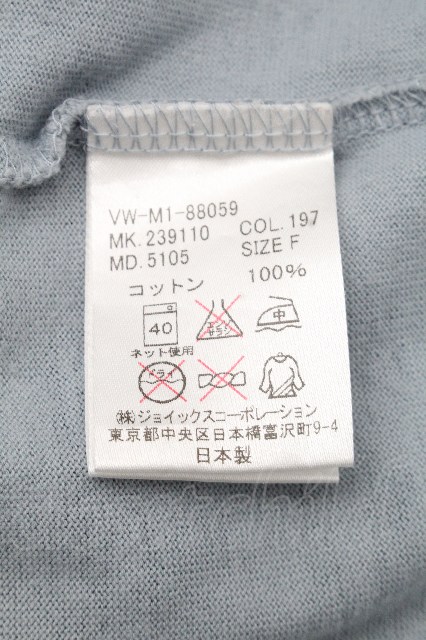 VW-M1-88059
MK.239110 COL.197
MD.5105 SIZE F
コットン 100%
40 エンソ サラシ 中
ネット使用
ドライ
(株)ジョイックスコーポレーション
東京都中央区日本橋富沢町9-4
日本製